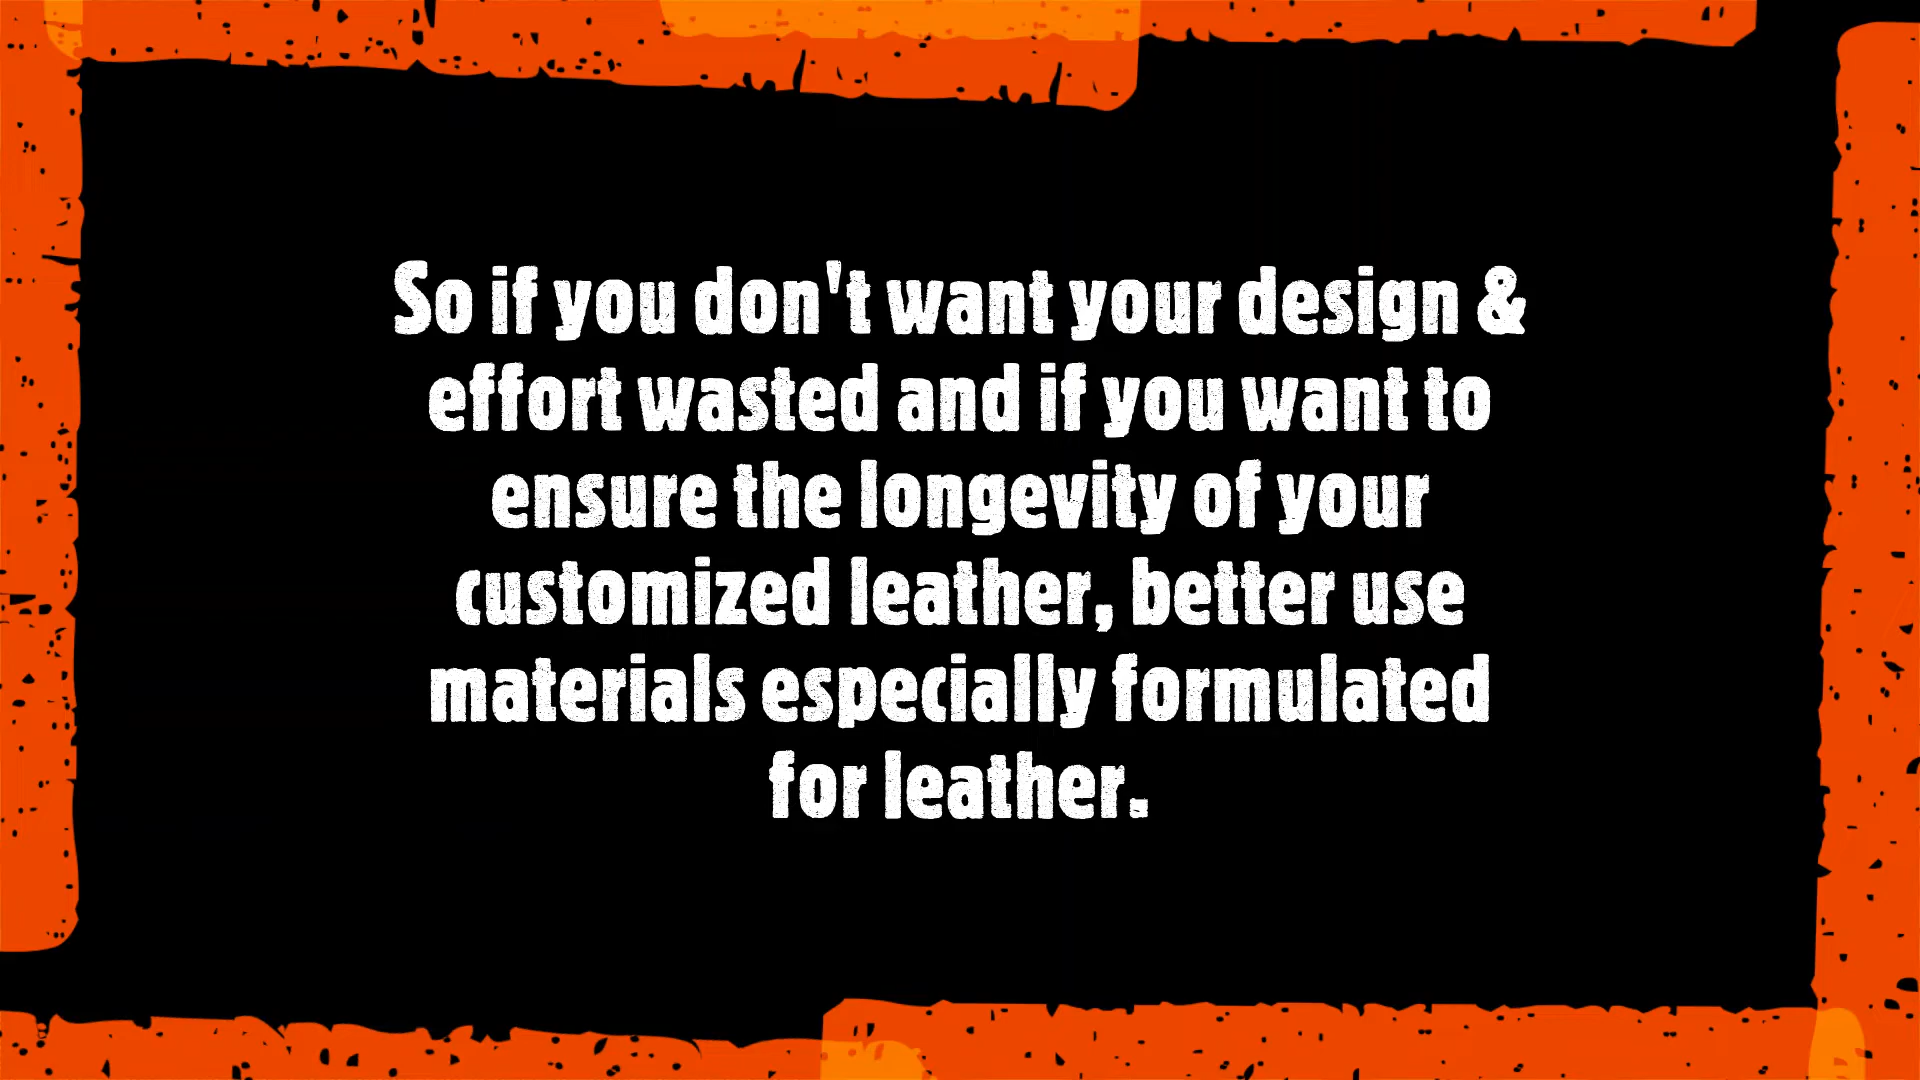 So if you don't want your design &
effort wasted and if you want to
ensure the longevity of your
customized leather, better use
materials especially formulated
for leather.